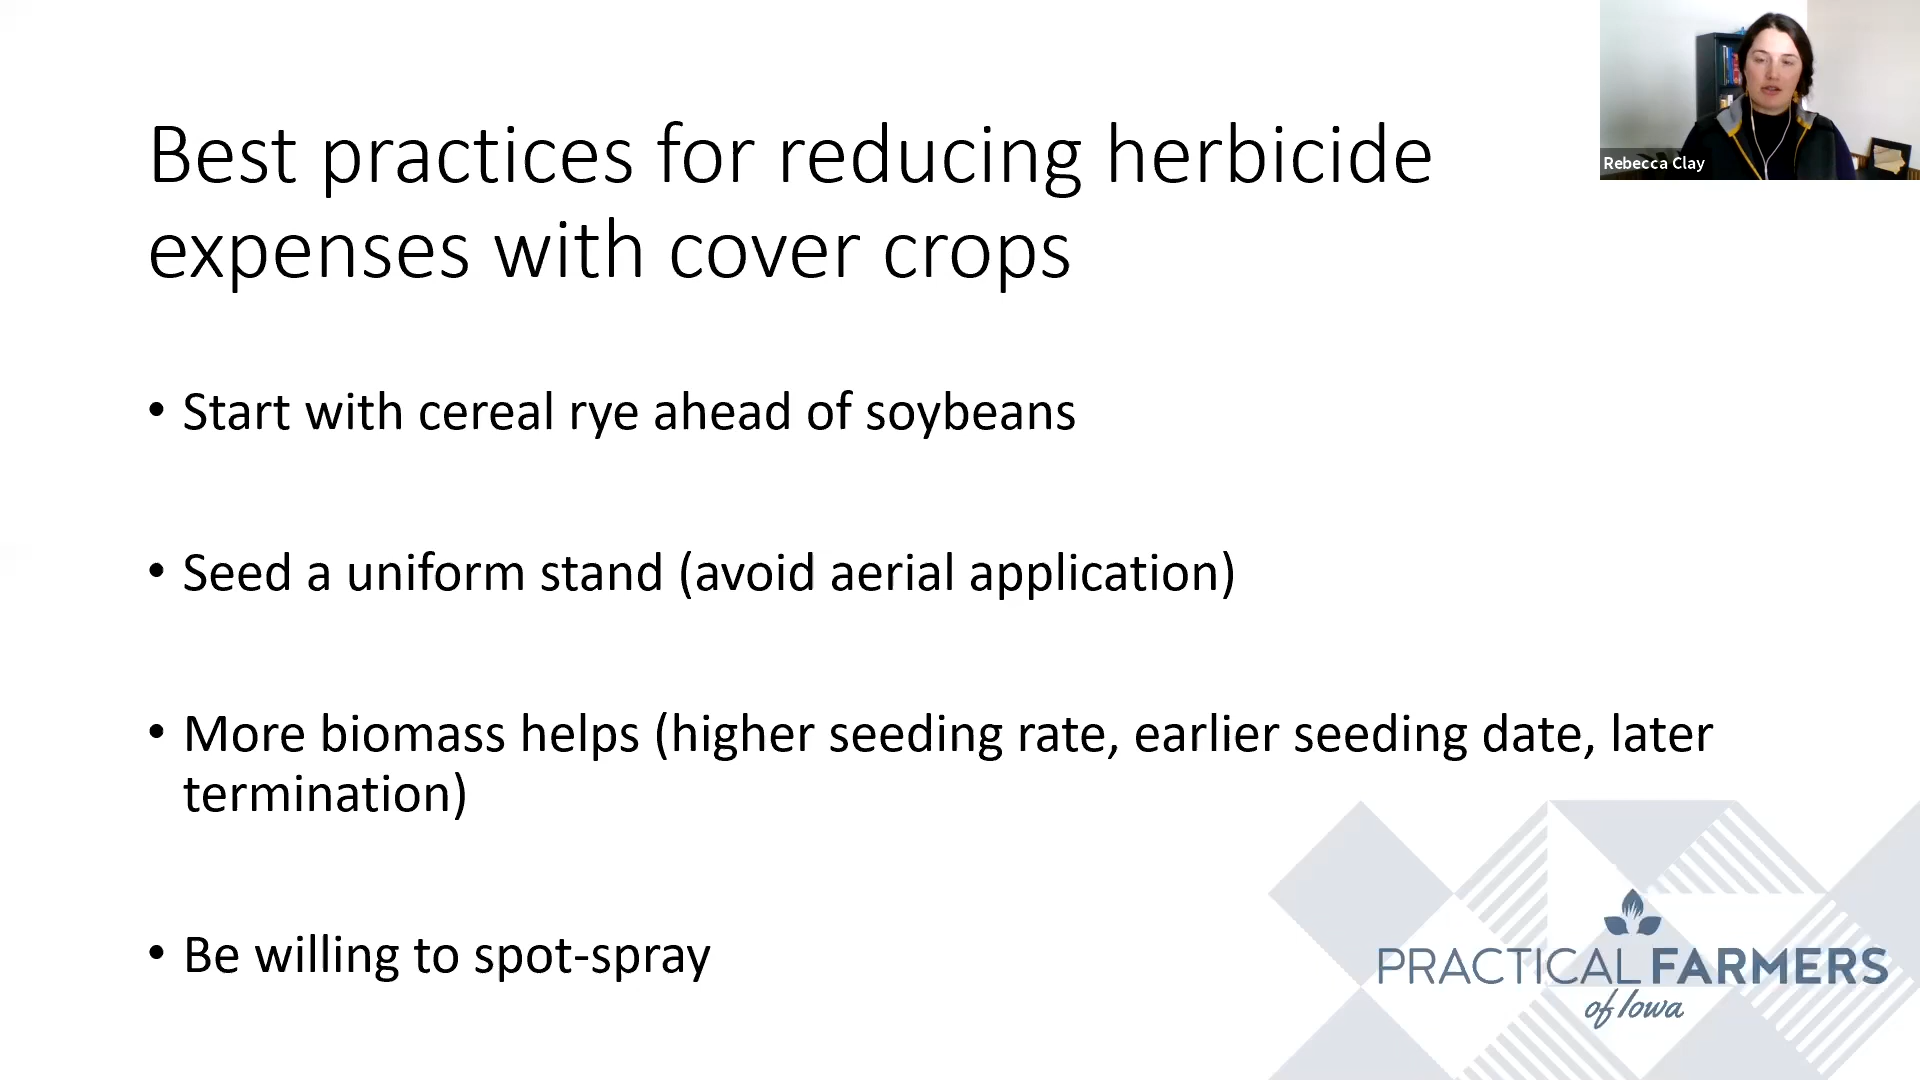 Best practices for reducing herbicide
expenses with cover crops
Rebecca Clay
• Start with cereal rye ahead of soybeans
• Seed a uniform stand (avoid aerial application)
• More biomass helps (higher seeding rate, earlier seeding date, later
termination)
• Be willing to spot-spray
PRACTICAL FARMERS
of Iowa